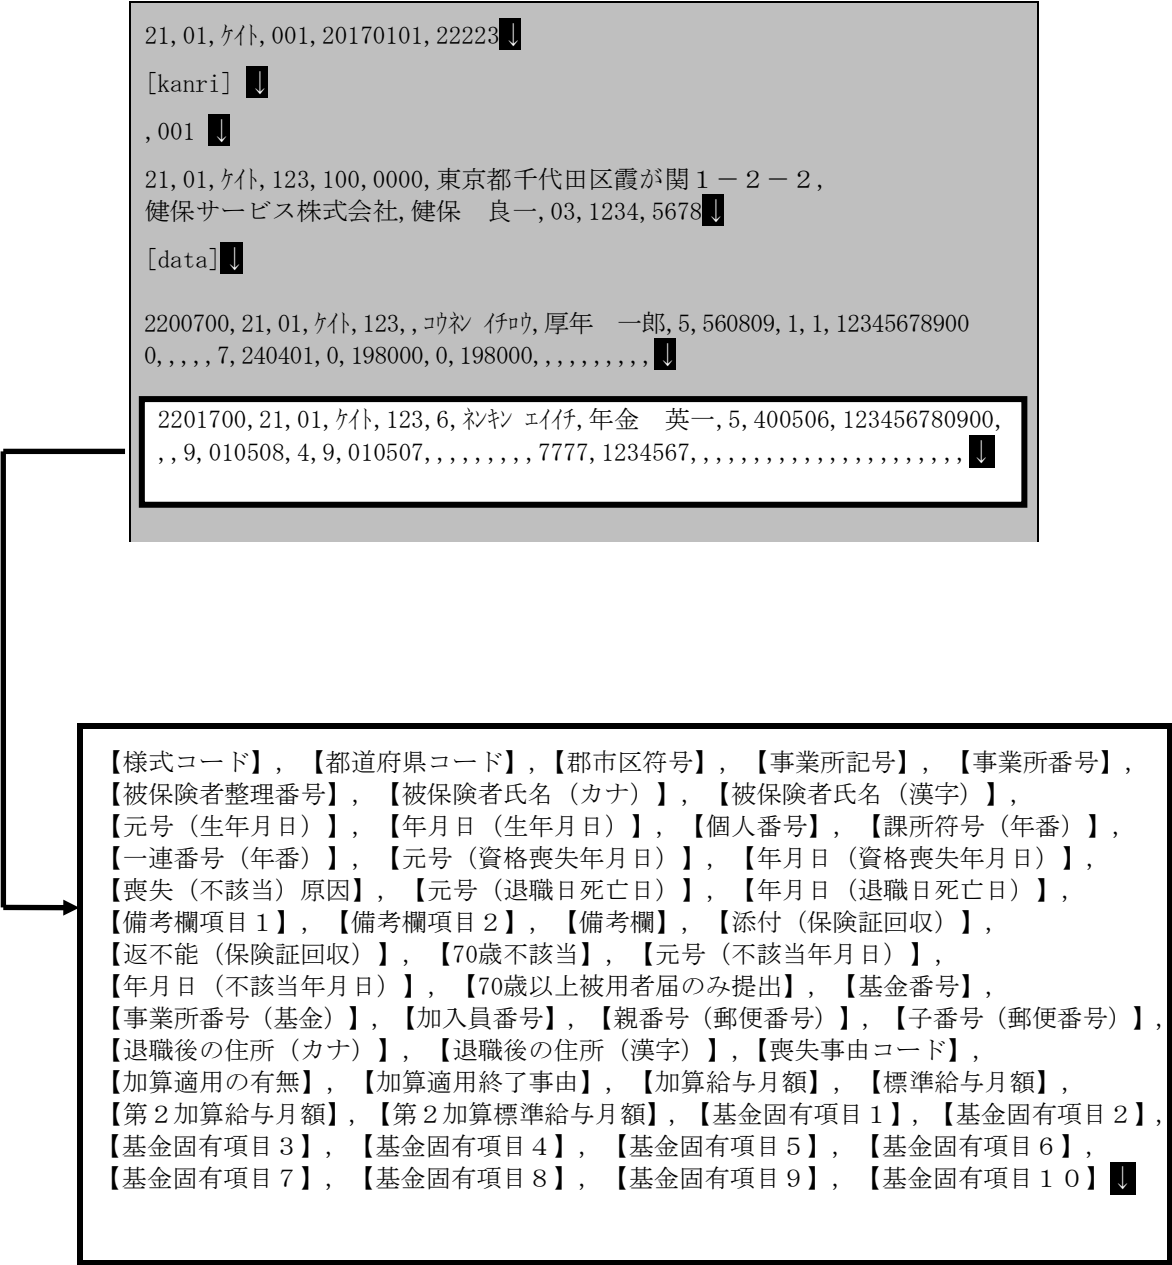 21,01,ｹｲﾄ,001,20170101,22223↓
[kanri] ↓
,001 ↓
21,01,ｹｲﾄ,123,100,0000,東京都千代田区霞が関１－２－２,
健保サービス株式会社,健保　良一,03,1234,5678↓
[data]↓
2200700,21,01,ｹｲﾄ,123,,ｺｳﾈﾝ ｲﾁﾛｳ,厚年　一郎,5,560809,1,1,12345678900
0,,,,,7,240401,0,198000,0,198000,,,,,,,,,,↓
2201700,21,01,ｹｲﾄ,123,6,ﾈﾝｷﾝ ｴｲｲﾁ,年金　英一,5,400506,123456780900,
,,9,010508,4,9,010507,,,,,,,,,7777,1234567,,,,,,,,,,,,,,,,,,,,,,↓
【様式コード】, 【都道府県コード】,【郡市区符号】, 【事業所記号】, 【事業所番号】,
【被保険者整理番号】, 【被保険者氏名（カナ）】, 【被保険者氏名（漢字）】,
【元号（生年月日）】, 【年月日（生年月日）】, 【個人番号】, 【課所符号（年番）】,
【一連番号（年番）】, 【元号（資格喪失年月日）】, 【年月日（資格喪失年月日）】,
【喪失（不該当）原因】, 【元号（退職日死亡日）】, 【年月日（退職日死亡日）】,
【備考欄項目１】, 【備考欄項目２】, 【備考欄】, 【添付（保険証回収）】,
【返不能（保険証回収）】, 【70歳不該当】, 【元号（不該当年月日）】,
【年月日（不該当年月日）】, 【70歳以上被用者届のみ提出】, 【基金番号】,
【事業所番号（基金）】,【加入員番号】,【親番号（郵便番号）】,【子番号（郵便番号）】,
【退職後の住所（カナ）】, 【退職後の住所（漢字）】,【喪失事由コード】,
【加算適用の有無】, 【加算適用終了事由】, 【加算給与月額】, 【標準給与月額】,
【第２加算給与月額】,【第２加算標準給与月額】,【基金固有項目１】,【基金固有項目２】,
【基金固有項目３】, 【基金固有項目４】, 【基金固有項目５】, 【基金固有項目６】,
【基金固有項目７】, 【基金固有項目８】, 【基金固有項目９】, 【基金固有項目１０】↓